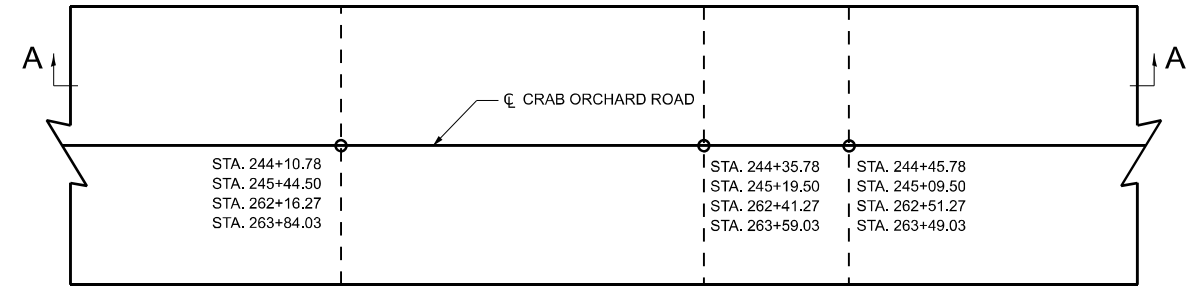 A
A
℄ CRAB ORCHARD ROAD
STA. 244+10.78
STA. 245+44.50
STA. 262+16.27
STA. 263+84.03
STA. 244+35.78
STA. 245+19.50
STA. 262+41.27
STA. 263+59.03
STA. 244+45.78
STA. 245+09.50
STA. 262+51.27
STA. 263+49.03